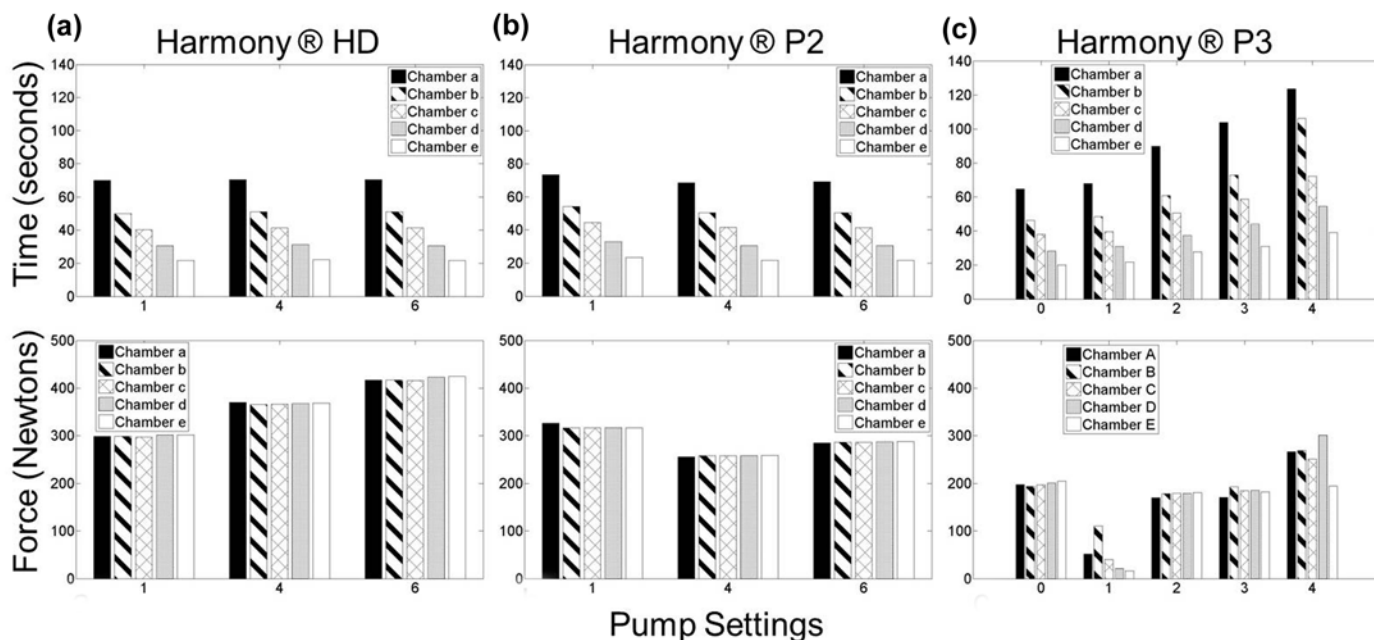 (a)
Harmony ® HD
(b)
Harmony ® P2
(c)
Harmony ® P3
Time (seconds)
140
120
100
80
60
40
20
0
Chamber a
Chamber b
Chamber c
Chamber d
Chamber e
1 4 6
140
120
100
80
60
40
20
0
Chamber a
Chamber b
Chamber c
Chamber d
Chamber e
1 4 6
140
120
100
80
60
40
20
0
Chamber a
Chamber b
Chamber c
Chamber d
Chamber e
0 1 2 3 4
Force (Newtons)
500
400
300
200
100
0
Chamber a
Chamber b
Chamber c
Chamber d
Chamber e
1 4 6
500
400
300
200
100
0
Chamber a
Chamber b
Chamber c
Chamber d
Chamber e
1 4 6
500
400
300
200
100
0
Chamber A
Chamber B
Chamber C
Chamber D
Chamber E
0 1 2 3 4
Pump Settings